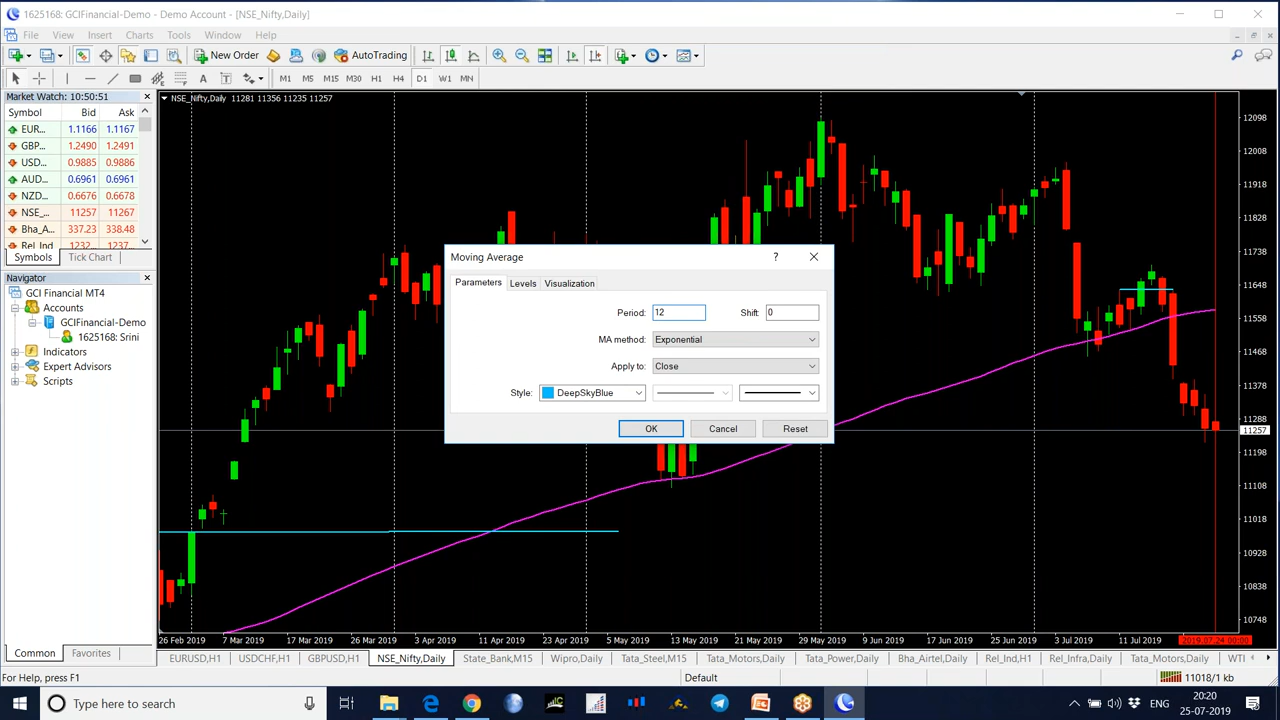 1625168: GCIFinancial-Demo - Demo Account - [NSE_Nifty,Daily]
File View Insert Charts Tools Window Help
New Order AutoTrading
A T M1 M5 M15 M30 H1 H4 D1 W1 MN
Market Watch: 10:50:51
Symbol Bid Ask
EUR... 1.1166 1.1167
GBP... 1.2490 1.2491
USD... 0.9885 0.9886
AUD... 0.6961 0.6961
NZD... 0.6676 0.6678
NSE_... 11257 11267
Bha_A... 337.23 338.48
Rel_Ind 1232... 1237...
Symbols Tick Chart
Navigator
GCI Financial MT4
Accounts
GCIFinancial-Demo
1625168: Srini
Indicators
Expert Advisors
Scripts
Common Favorites
NSE_Nifty,Daily 11281 11356 11235 11257
Moving Average ?
Parameters Levels Visualization
Period: 12 Shift: 0
MA method: Exponential
Apply to: Close
Style: DeepSkyBlue
OK Cancel Reset
12098
12008
11918
11828
11738
11648
11558
11468
11378
11288
11257
11198
11108
11018
10928
10838
10748
26 Feb 2019 7 Mar 2019 17 Mar 2019 26 Mar 2019 3 Apr 2019 11 Apr 2019 23 Apr 2019 5 May 2019 13 May 2019 21 May 2019 29 May 2019 9 Jun 2019 17 Jun 2019 25 Jun 2019 3 Jul 2019 11 Jul 2019 2019.07.24 00:00
EURUSD,H1 USDCHF,H1 GBPUSD,H1 NSE_Nifty,Daily State_Bank,M15 Wipro,Daily Tata_Steel,M15 Tata_Motors,Daily Tata_Power,Daily Bha_Airtel,Daily Rel_Ind,H1 Rel_Infra,Daily Tata_Motors,Daily WTI
For Help, press F1 Default 11018/1 kb
Type here to search
ENG
20:20
25-07-2019